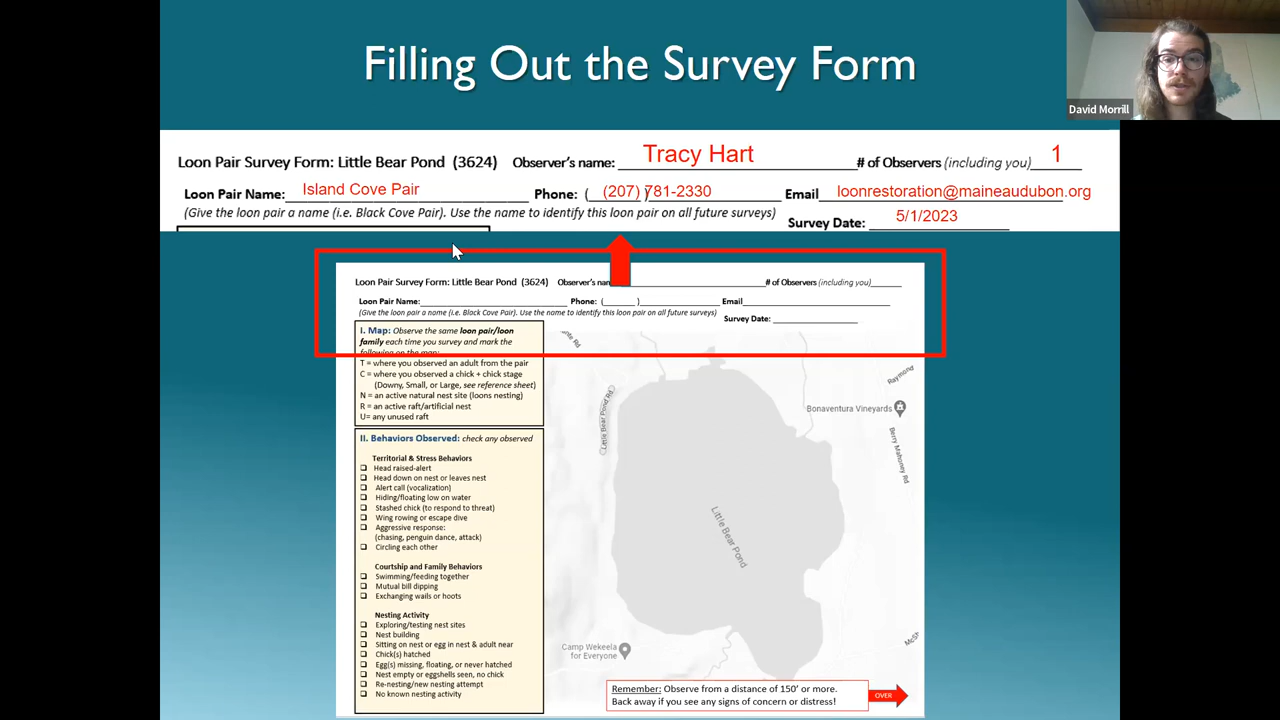 Filling Out the Survey Form
David Morrill
Loon Pair Survey Form: Little Bear Pond (3624) Observer's name: Tracy Hart # of Observers (including you) 1
Loon Pair Name: Island Cove Pair Phone: ( (207) )781-2330 Email loonrestoration@maineaudubon.org
(Give the loon pair a name (i.e. Black Cove Pair). Use the name to identify this loon pair on all future surveys)
Survey Date: 5/1/2023
Loon Pair Survey Form: Little Bear Pond (3624) Observer's # of Observers (including you)
Loon Pair Name: Phone: ( ) Email
(Give the loon pair a name (i.e. Black Cove Pair). Use the name to identify this loon pair on all future surveys)
Survey Date:
I. Map: Observe the same loon pair/loon
family each time you survey and mark the
following on the map:
T = where you observed an adult from the pair
C = where you observed a chick + chick stage
(Downy, Small, or Large, see reference sheet)
N = an active natural nest site (loons nesting)
R = an active raft/artificial nest
U= any unused raft
II. Behaviors Observed: check any observed
Territorial & Stress Behaviors
Head raised-alert
Head down on nest or leaves nest
Alert call (vocalization)
Hiding/floating low on water
Stashed chick (to respond to threat)
Wing rowing or escape dive
Aggressive response:
(chasing, penguin dance, attack)
Circling each other
Courtship and Family Behaviors
Swimming/feeding together
Mutual bill dipping
Exchanging wails or hoots
Nesting Activity
Exploring/testing nest sites
Nest building
Sitting on nest or egg in nest & adult near
Chick(s) hatched
Egg(s) missing, floating, or never hatched
Nest empty or eggshells seen, no chick
Re-nesting/new nesting attempt
No known nesting activity
Rd
Little Bear Pond Rd
Raymond
Bonaventura Vineyards
Berry Mahuney Rd
Little Bear Pond
Camp Wekeela
for Everyone
Remember: Observe from a distance of 150' or more.
Back away if you see any signs of concern or distress!
OVER